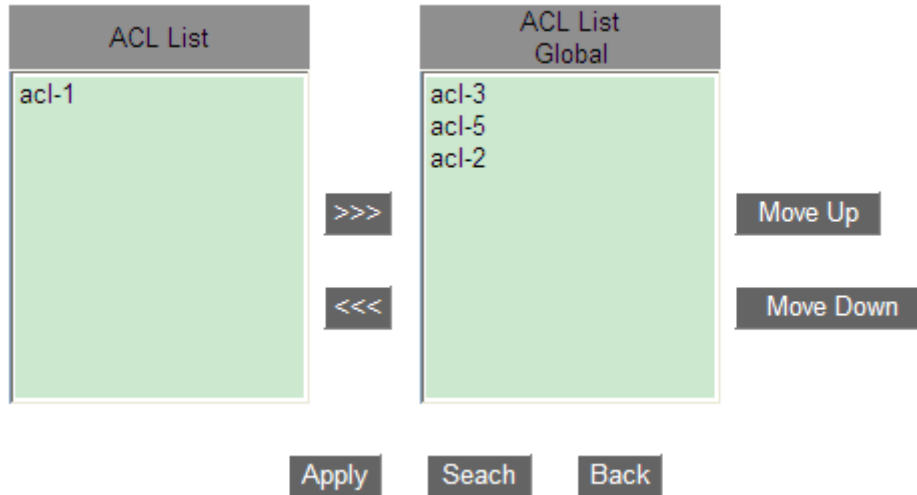 ACL List
ACL List
Global
acl-1
acl-3
acl-5
acl-2
>>>
Move Up
<<<
Move Down
Apply
Seach
Back